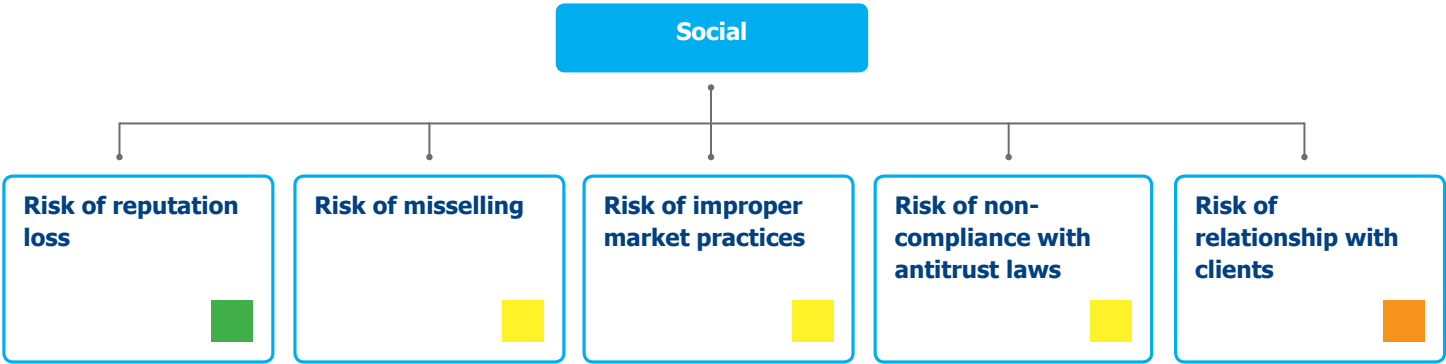 Social
Risk of reputation
loss
Risk of misselling
Risk of improper
market practices
Risk of non-
compliance with
antitrust laws
Risk of
relationship with
clients